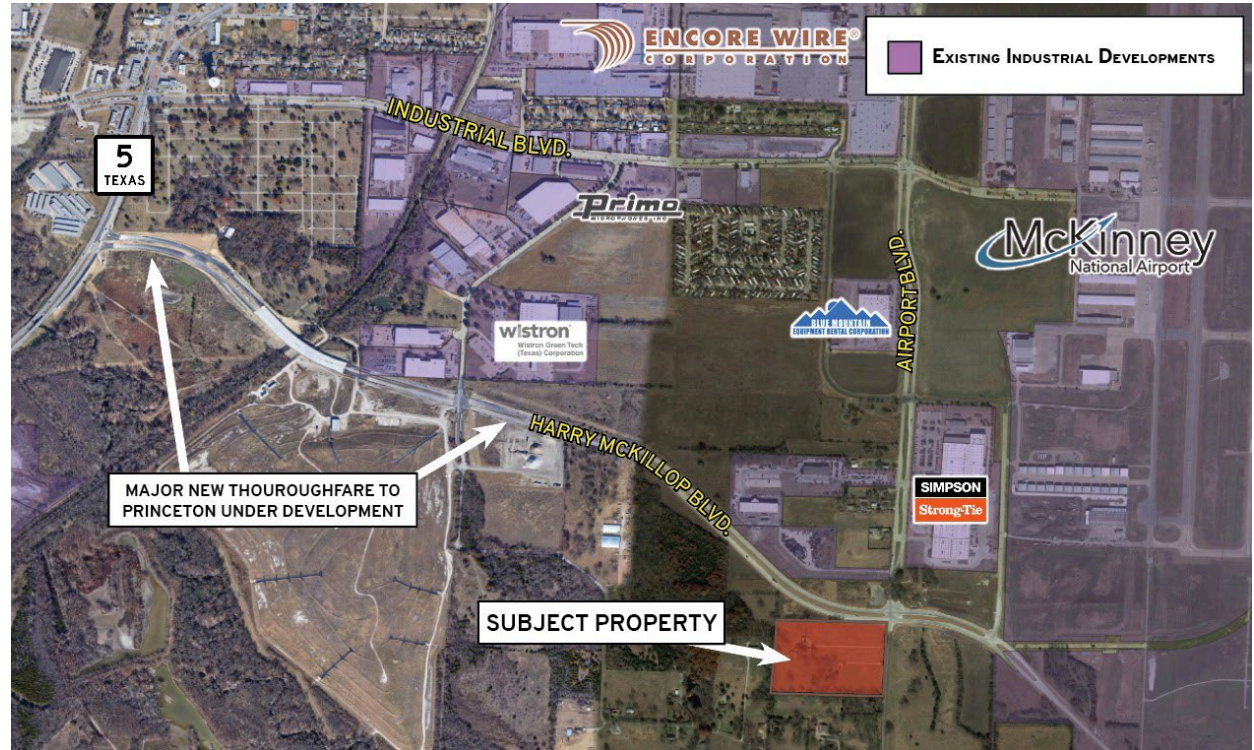 ENCORE WIRE®
CORPORATION
EXISTING INDUSTRIAL DEVELOPMENTS
INDUSTRIAL BLVD.
5
TEXAS
Primo
McKinney
National Airport
AIRPORT BLVD.
BLUE MOUNTAIN
EQUIPMENT RENTAL CORPORATION
wistron
Wistron Green Tech
(Texas) Corporation
HARRY MCKILLOP BLVD.
MAJOR NEW THOUROUGHFARE TO
PRINCETON UNDER DEVELOPMENT
SIMPSON
Strong-Tie
SUBJECT PROPERTY